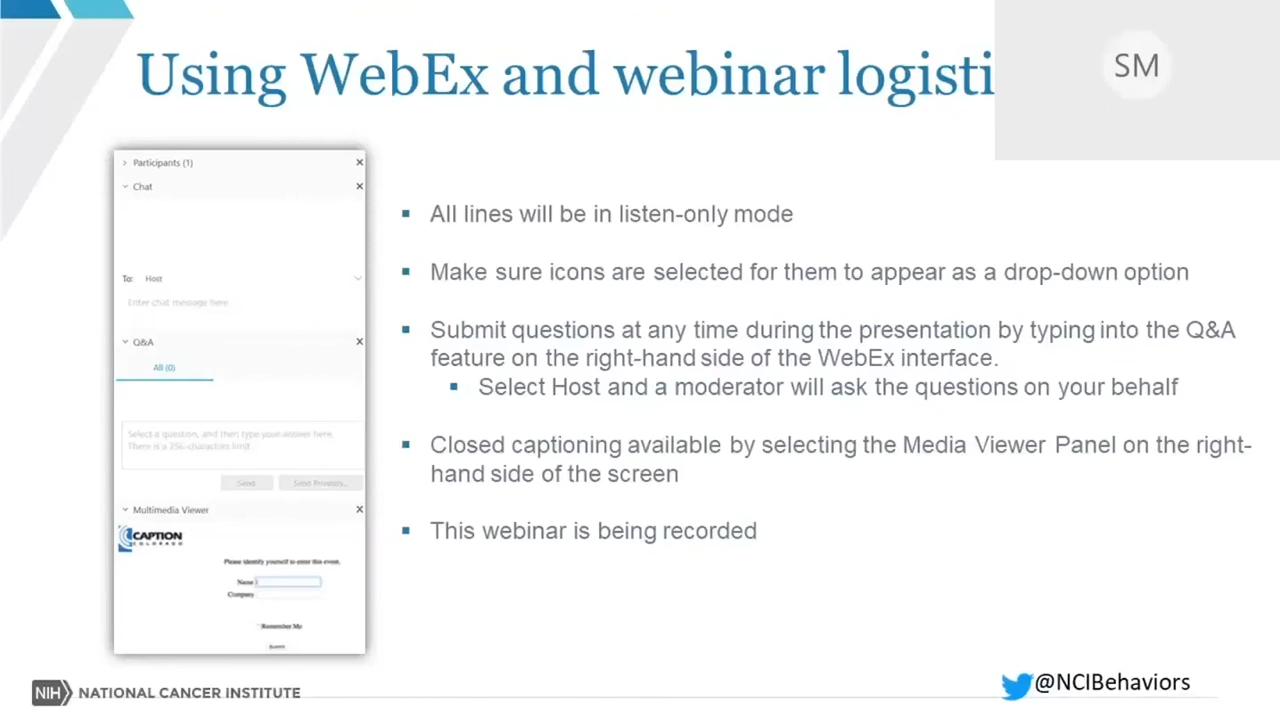 Using WebEx and webinar logisti
SM
Participants (1)
Chat
To: Host
Enter chat message here
Q&A
All (0)
Select a question, and then type your answer here.
There is a 256-characters limit.
Send Send Privately...
Multimedia Viewer
CAPTION
COLORADO
Please identify yourself to enter this event.
Name
Company
Remember Me
Submit
All lines will be in listen-only mode
Make sure icons are selected for them to appear as a drop-down option
Submit questions at any time during the presentation by typing into the Q&A
feature on the right-hand side of the WebEx interface.
Select Host and a moderator will ask the questions on your behalf
Closed captioning available by selecting the Media Viewer Panel on the right-
hand side of the screen
This webinar is being recorded
NIH NATIONAL CANCER INSTITUTE
@NCIBehaviors